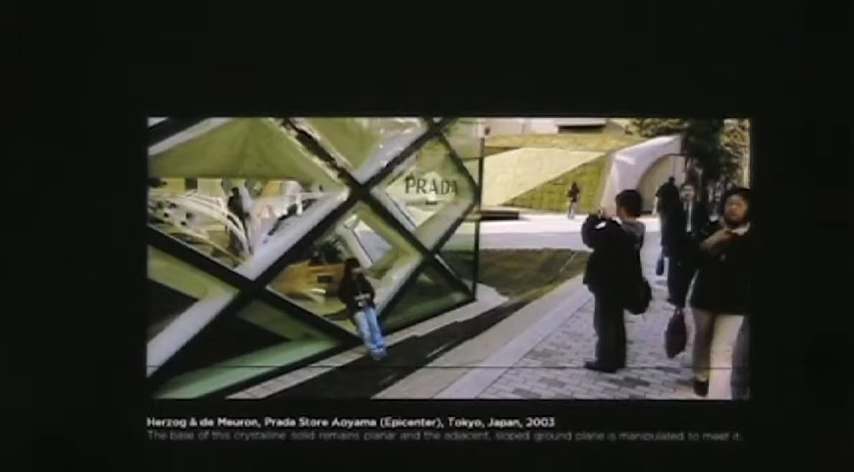 PRADA
Herzog & de Meuron, Prada Store Aoyama (Epicenter), Tokyo, Japan, 2003
The base of this crystalline solid remains planar and the adjacent, sloped ground plane is manipulated to meet it.